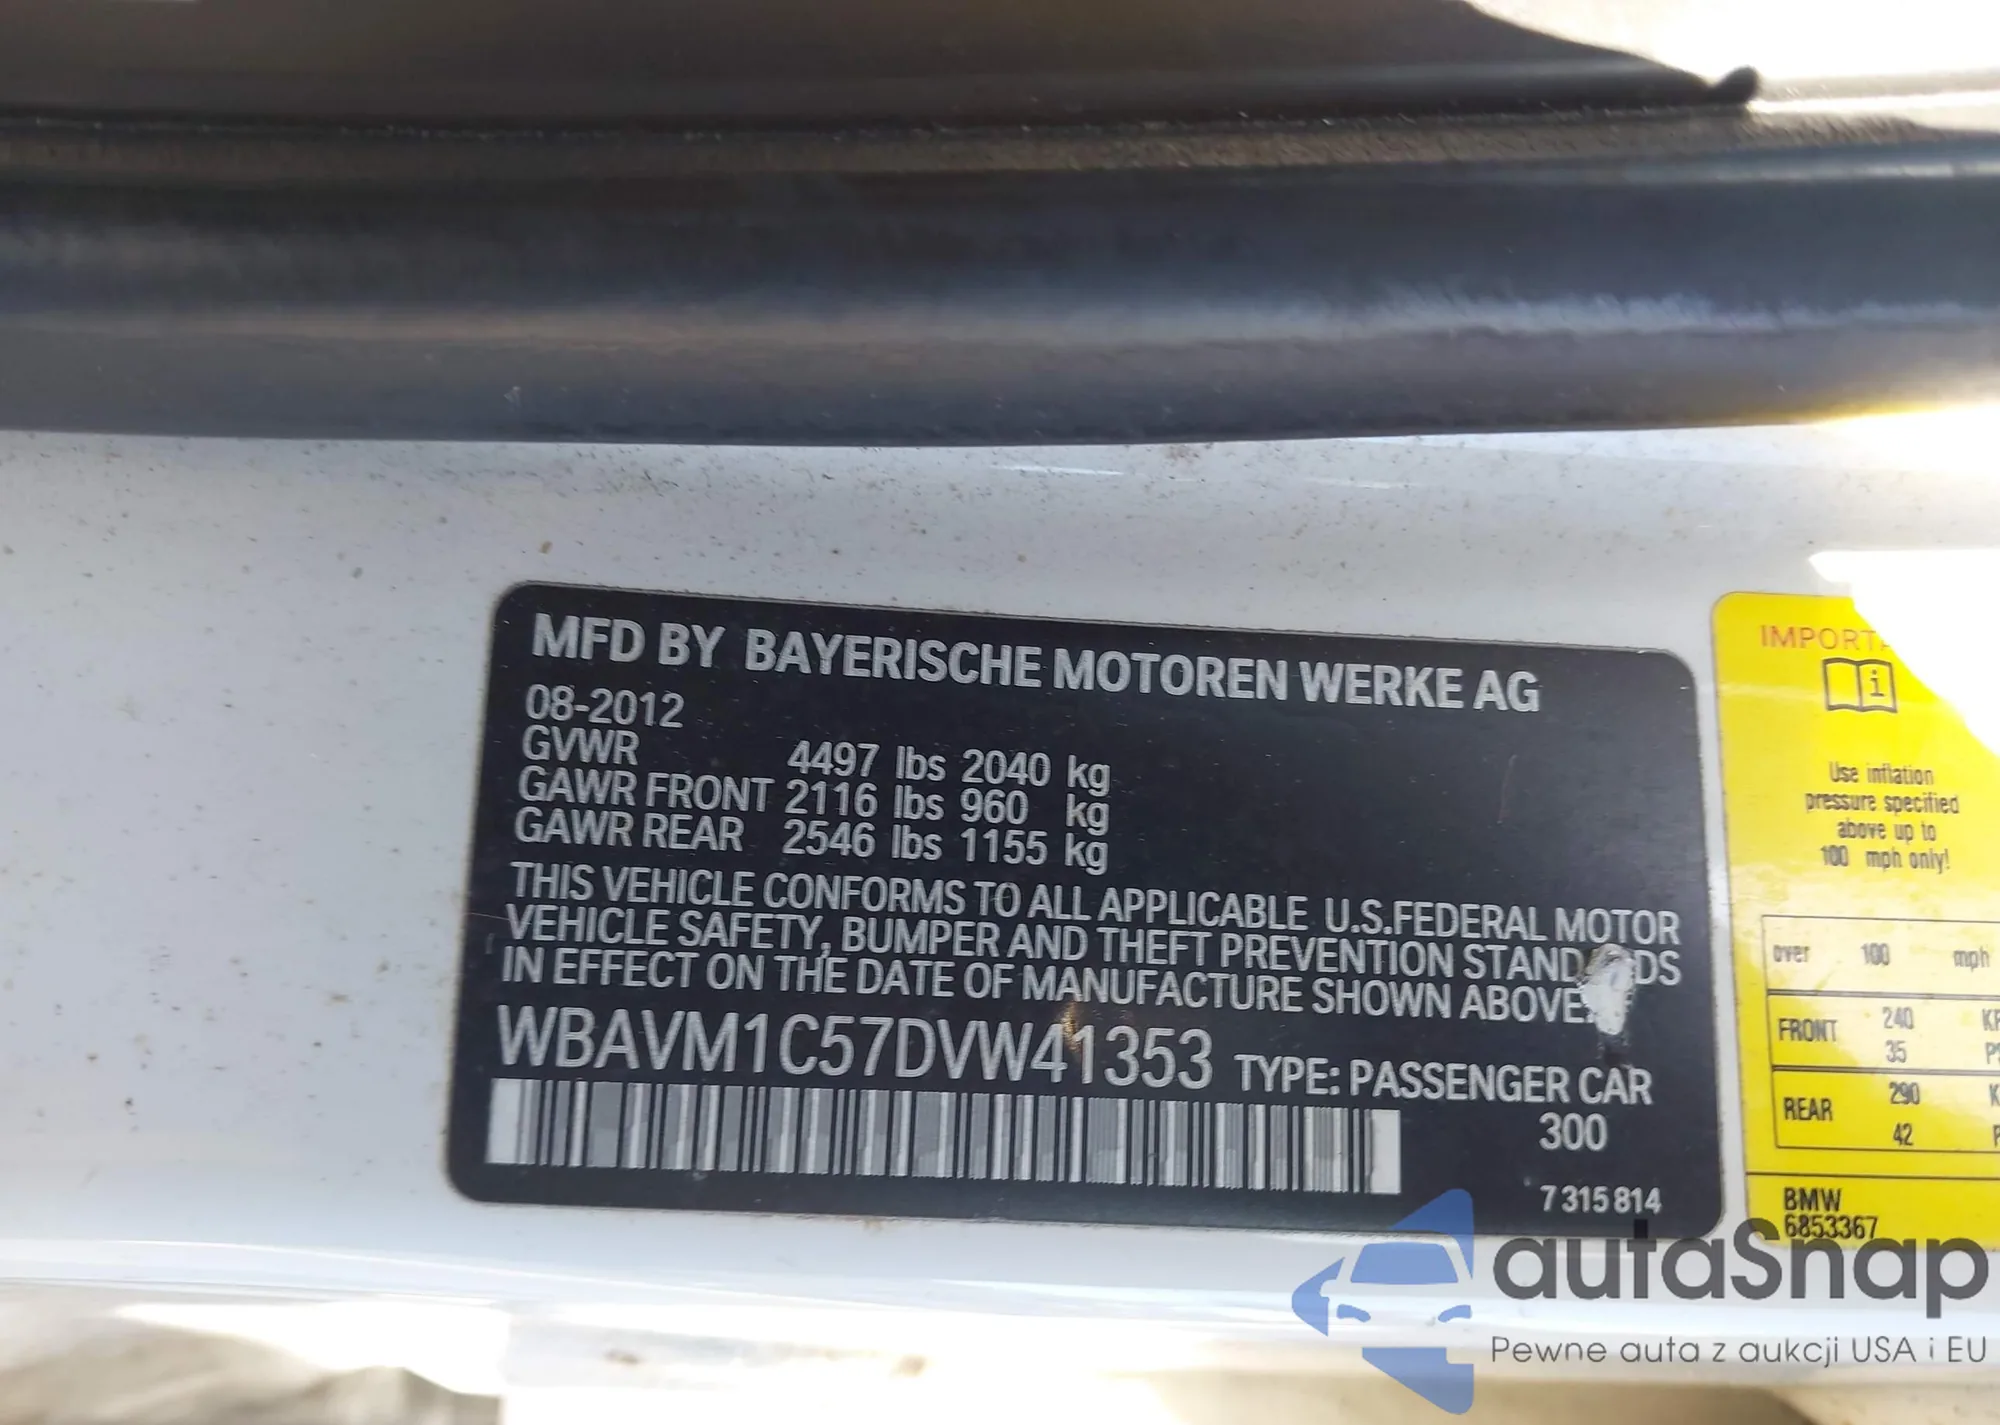 MFD BY BAYERISCHE MOTOREN WERKE AG
08-2012
GVWR 4497 lbs 2040 kg
GAWR FRONT 2116 lbs 960 kg
GAWR REAR 2546 lbs 1155 kg
THIS VEHICLE CONFORMS TO ALL APPLICABLE U.S.FEDERAL MOTOR
VEHICLE SAFETY, BUMPER AND THEFT PREVENTION STANDARDS
IN EFFECT ON THE DATE OF MANUFACTURE SHOWN ABOVE.
WBAVM1C57DVW41353 TYPE: PASSENGER CAR
300
7 315 814
IMPORTA
i
Use inflation
pressure specified
above up to
100 mph only!
over 100 mph
FRONT 240
35
REAR 290
42
BMW
6853367
autaSnap
Pewne auta z aukcji USA i EU